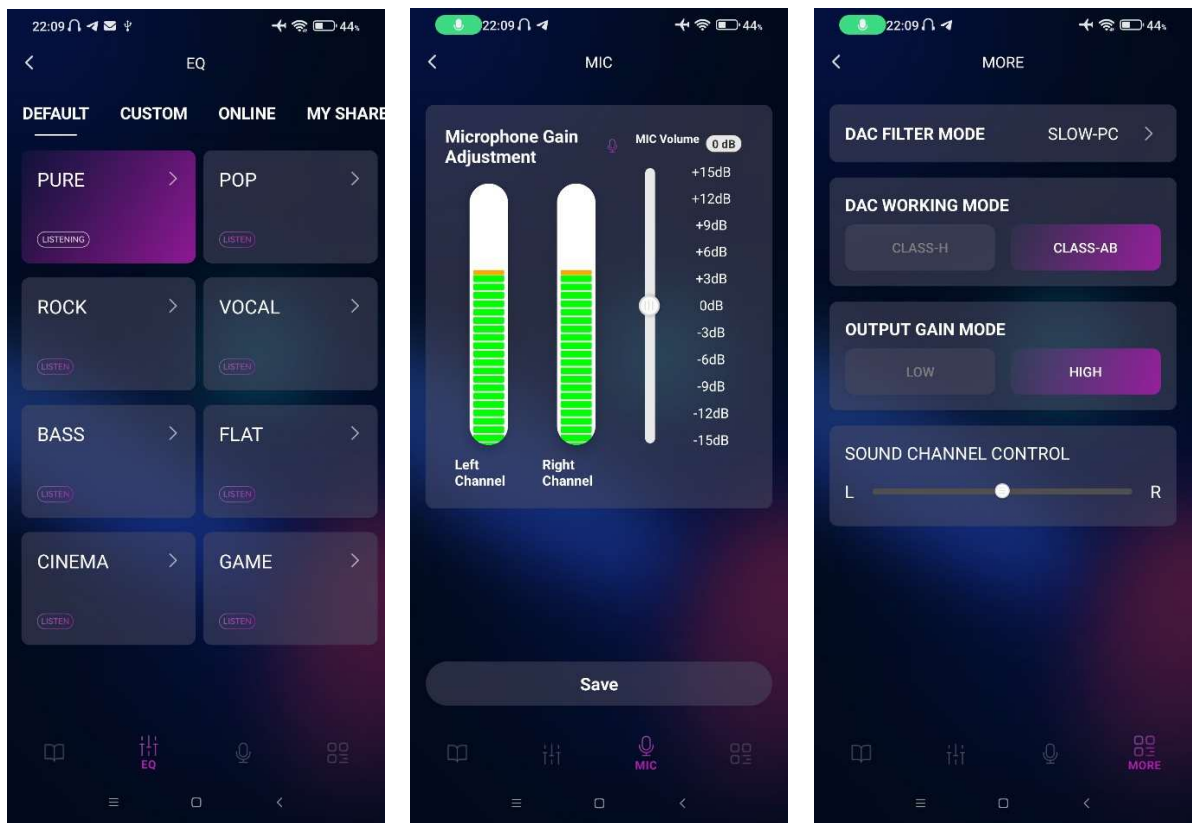 22:09 44%
EQ
DEFAULT CUSTOM ONLINE MY SHARE
PURE POP
LISTENING LISTEN
ROCK VOCAL
LISTEN LISTEN
BASS FLAT
LISTEN LISTEN
CINEMA GAME
LISTEN LISTEN
EQ
22:09 44%
MIC
Microphone Gain
Adjustment
MIC Volume 0 dB
+15dB
+12dB
+9dB
+6dB
+3dB
0dB
-3dB
-6dB
-9dB
-12dB
-15dB
Left
Channel
Right
Channel
Save
MIC
22:09 44%
MORE
DAC FILTER MODE SLOW-PC
DAC WORKING MODE
CLASS-H CLASS-AB
OUTPUT GAIN MODE
LOW HIGH
SOUND CHANNEL CONTROL
L R
MORE